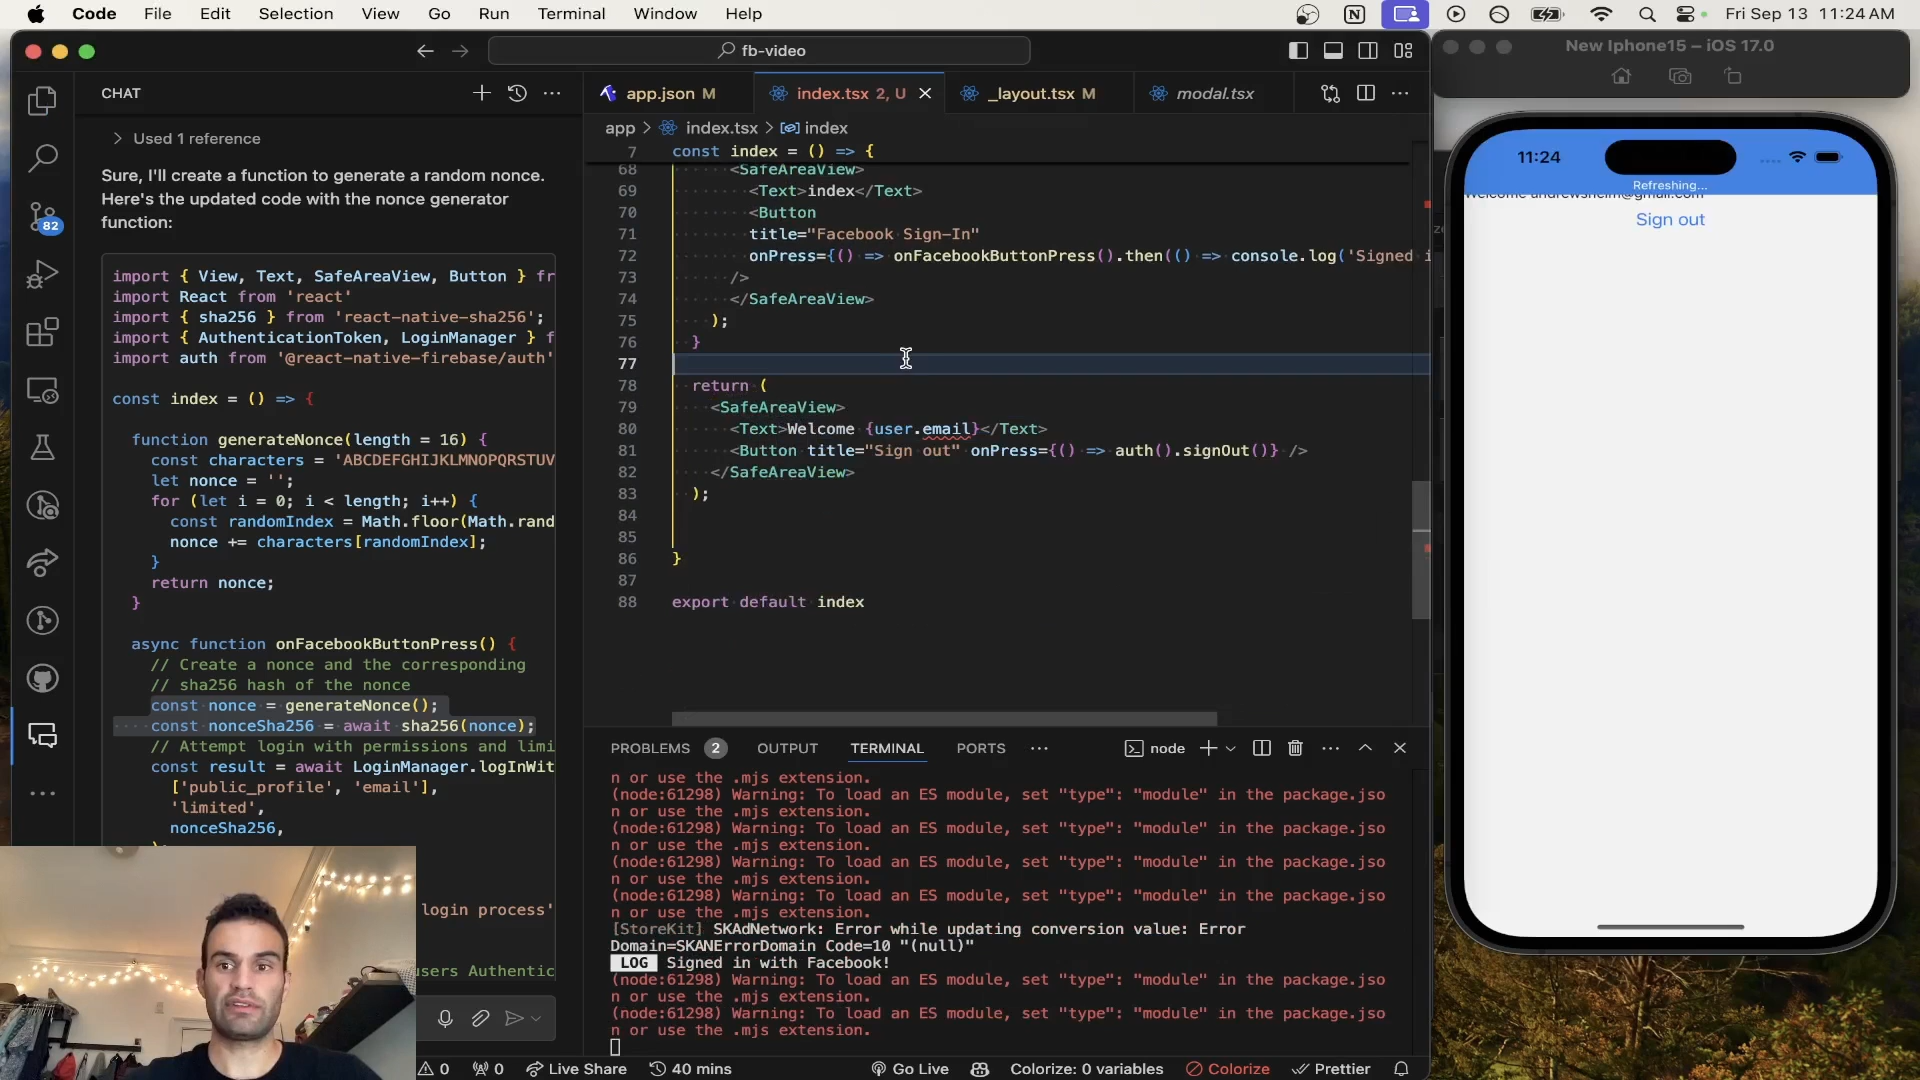 Code File Edit Selection View Go Run Terminal Window Help
Fri Sep 13 11:24 AM
fb-video
New Iphone15 – iOS 17.0
CHAT
app.json M
index.tsx 2, U
_layout.tsx M
modal.tsx
Used 1 reference
Sure, I'll create a function to generate a random nonce.
Here's the updated code with the nonce generator
function:
import { View, Text, SafeAreaView, Button } fr
import React from 'react'
import { sha256 } from 'react-native-sha256';
import { AuthenticationToken, LoginManager } f
import auth from '@react-native-firebase/auth'
const index = () => {
function generateNonce(length = 16) {
const characters = 'ABCDEFGHIJKLMNOPQRSTUV
let nonce = '';
for (let i = 0; i < length; i++) {
const randomIndex = Math.floor(Math.rand
nonce += characters[randomIndex];
}
return nonce;
}
async function onFacebookButtonPress() {
// Create a nonce and the corresponding
// sha256 hash of the nonce
const nonce = generateNonce();
const nonceSha256 = await sha256(nonce);
// Attempt login with permissions and limi
const result = await LoginManager.logInWit
['public_profile', 'email'],
'limited',
nonceSha256,
login process'
users Authentic
82
app > index.tsx > index
7 const index = () => {
68 <SafeAreaView>
69 <Text>index</Text>
70 <Button
71 title="Facebook Sign-In"
72 onPress={() => onFacebookButtonPress().then(() => console.log('Signed i
73 />
74 </SafeAreaView>
75 );
76 }
77
78 return (
79 <SafeAreaView>
80 <Text>Welcome {user.email}</Text>
81 <Button title="Sign out" onPress={() => auth().signOut()} />
82 </SafeAreaView>
83 );
84
85
86 }
87
88 export default index
PROBLEMS 2 OUTPUT TERMINAL PORTS node
n or use the .mjs extension.
(node:61298) Warning: To load an ES module, set "type": "module" in the package.jso
n or use the .mjs extension.
(node:61298) Warning: To load an ES module, set "type": "module" in the package.jso
n or use the .mjs extension.
(node:61298) Warning: To load an ES module, set "type": "module" in the package.jso
n or use the .mjs extension.
(node:61298) Warning: To load an ES module, set "type": "module" in the package.jso
n or use the .mjs extension.
[StoreKit] SKAdNetwork: Error while updating conversion value: Error
Domain=SKANErrorDomain Code=10 "(null)"
LOG Signed in with Facebook!
(node:61298) Warning: To load an ES module, set "type": "module" in the package.jso
n or use the .mjs extension.
(node:61298) Warning: To load an ES module, set "type": "module" in the package.jso
n or use the .mjs extension.
0 0 Live Share 40 mins Go Live Colorize: 0 variables Colorize Prettier
11:24
Refreshing...
Sign out